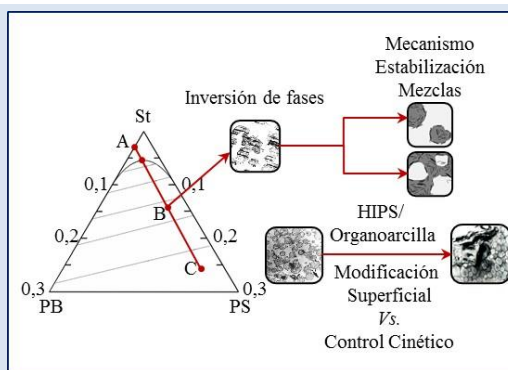 Mecanismo
Estabilización
Mezclas
Inversión de fases
St
A
0,1
0,1
B
0,2
0,2
C
0,3
0,3
PB
PS
HIPS/
Organoarcilla
Modificación
Superficial
Vs.
Control Cinético